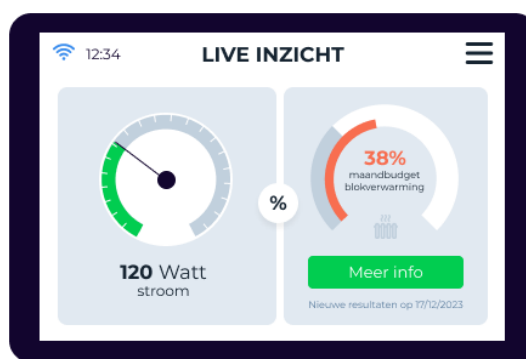 12:34
LIVE INZICHT
120 Watt
stroom
%
38%
maandbudget
blokverwarming
Meer info
Nieuwe resultaten op 17/12/2023